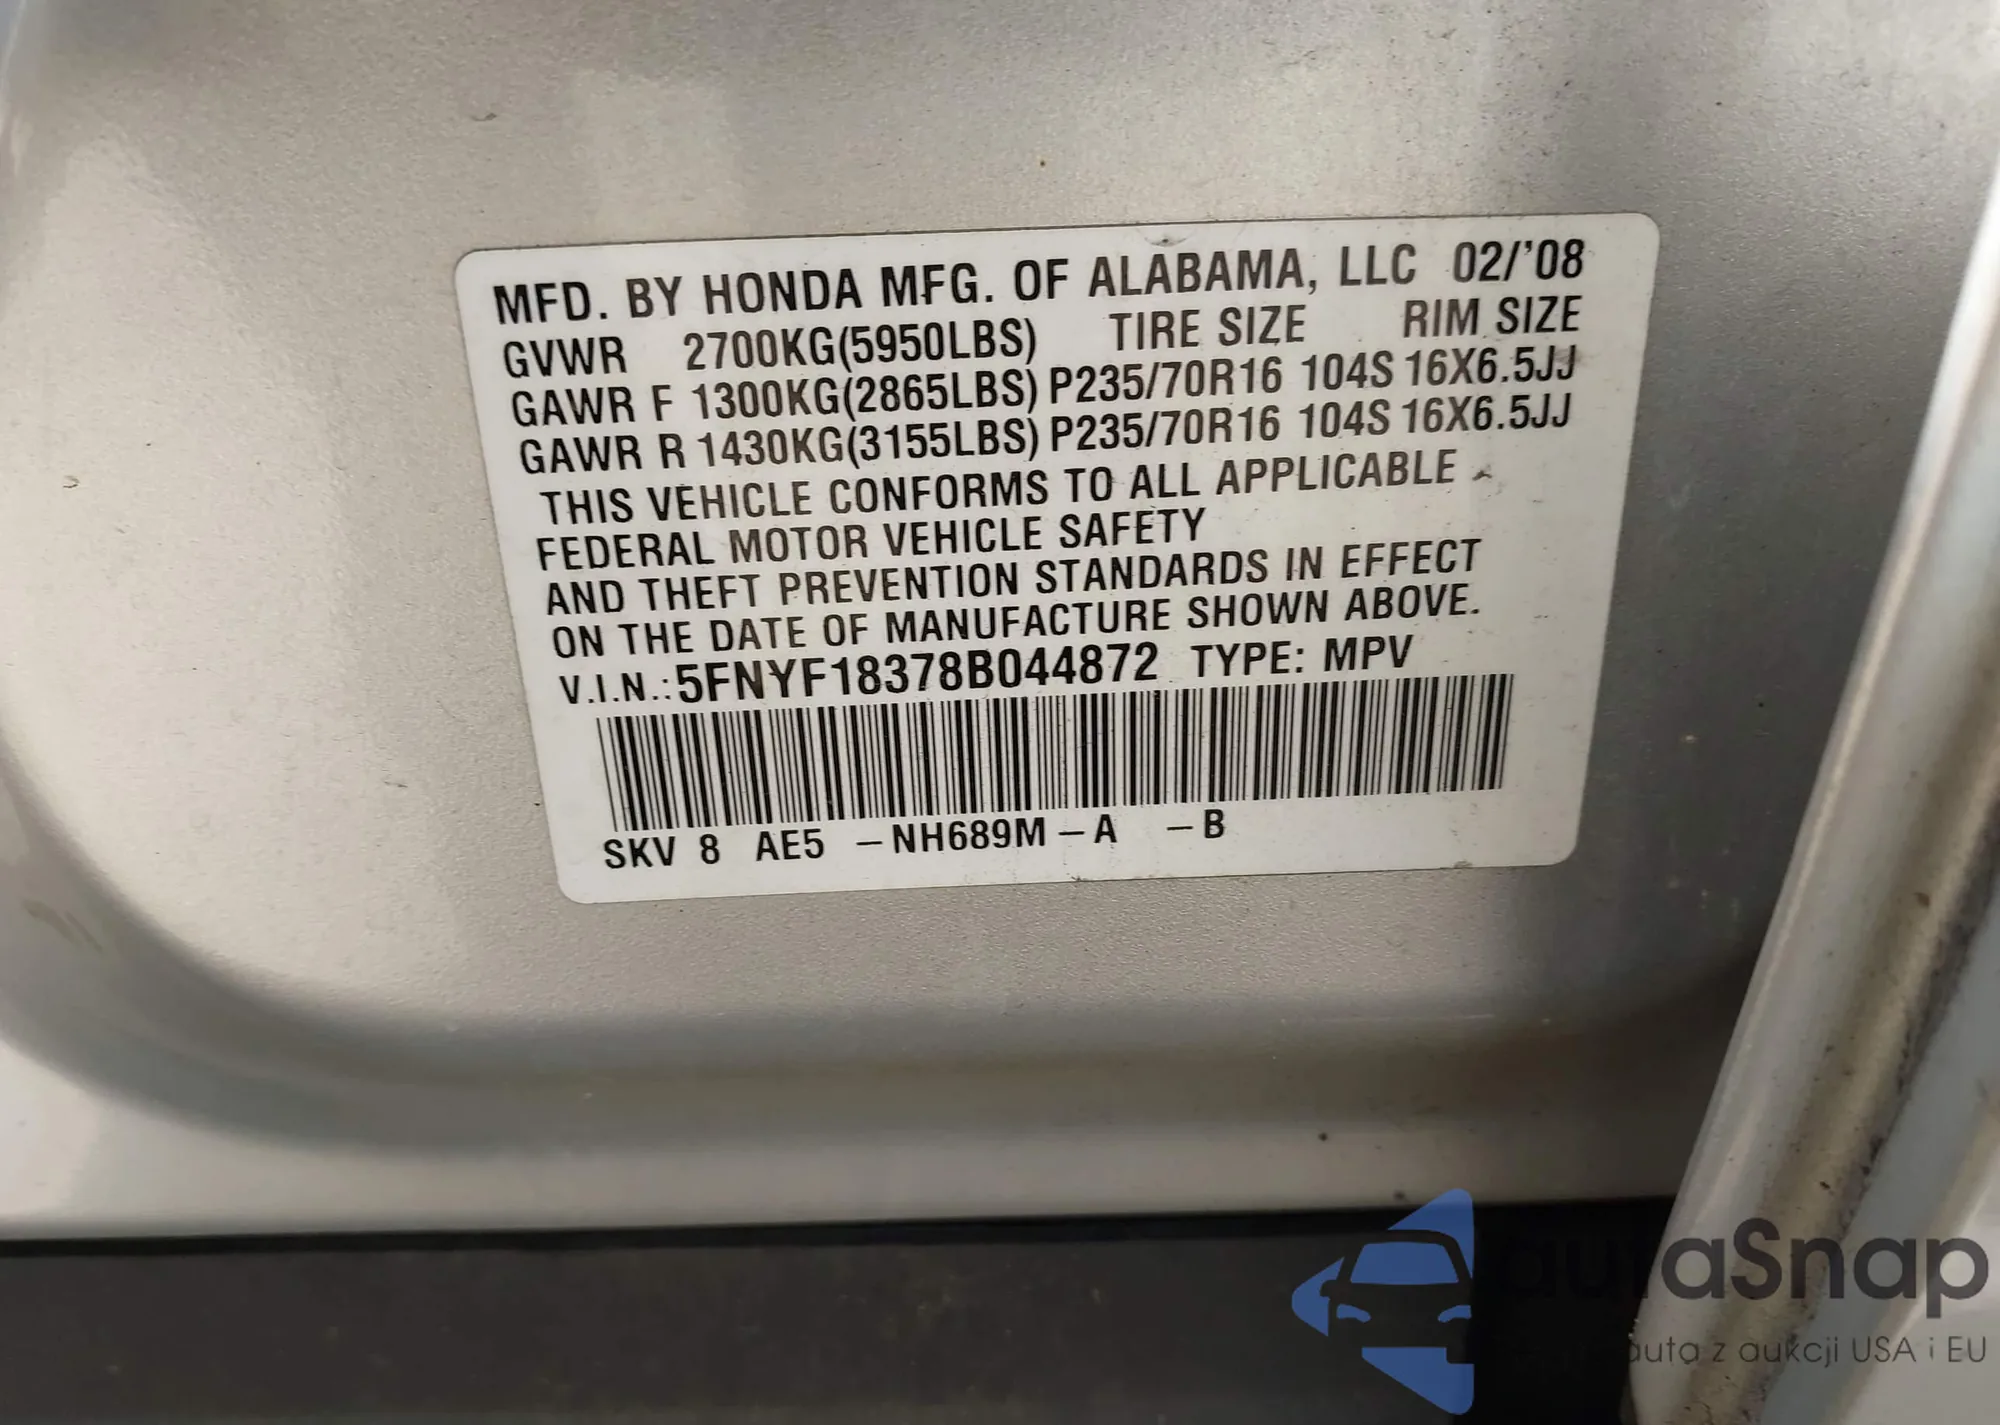 MFD. BY HONDA MFG. OF ALABAMA, LLC 02/'08
GVWR 2700KG(5950LBS) TIRE SIZE RIM SIZE
GAWR F 1300KG(2865LBS) P235/70R16 104S 16X6.5JJ
GAWR R 1430KG(3155LBS) P235/70R16 104S 16X6.5JJ
THIS VEHICLE CONFORMS TO ALL APPLICABLE
FEDERAL MOTOR VEHICLE SAFETY
AND THEFT PREVENTION STANDARDS IN EFFECT
ON THE DATE OF MANUFACTURE SHOWN ABOVE.
V.I.N.: 5FNYF18378B044872 TYPE: MPV
SKV 8 AE5 –NH689M – A – B
auraSnap
auta z aukcji USA i EU